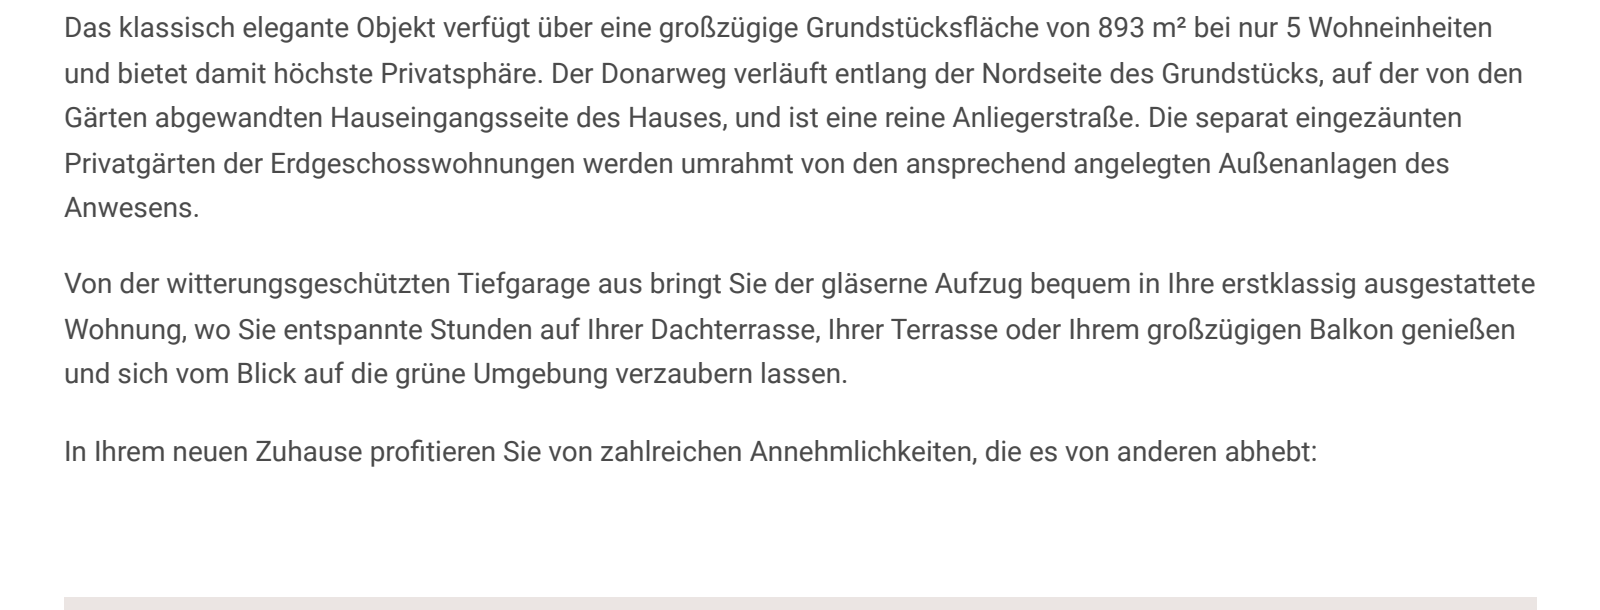 Das klassisch elegante Objekt verfügt über eine großzügige Grundstücksfläche von 893 m² bei nur 5 Wohneinheiten
und bietet damit höchste Privatsphäre. Der Donarweg verläuft entlang der Nordseite des Grundstücks, auf der von den
Gärten abgewandten Hauseingangsseite des Hauses, und ist eine reine Anliegerstraße. Die separat eingezäunten
Privatgärten der Erdgeschosswohnungen werden umrahmt von den ansprechend angelegten Außenanlagen des
Anwesens.
Von der witterungsgeschützten Tiefgarage aus bringt Sie der gläserne Aufzug bequem in Ihre erstklassig ausgestattete
Wohnung, wo Sie entspannte Stunden auf Ihrer Dachterrasse, Ihrer Terrasse oder Ihrem großzügigen Balkon genießen
und sich vom Blick auf die grüne Umgebung verzaubern lassen.
In Ihrem neuen Zuhause profitieren Sie von zahlreichen Annehmlichkeiten, die es von anderen abhebt: